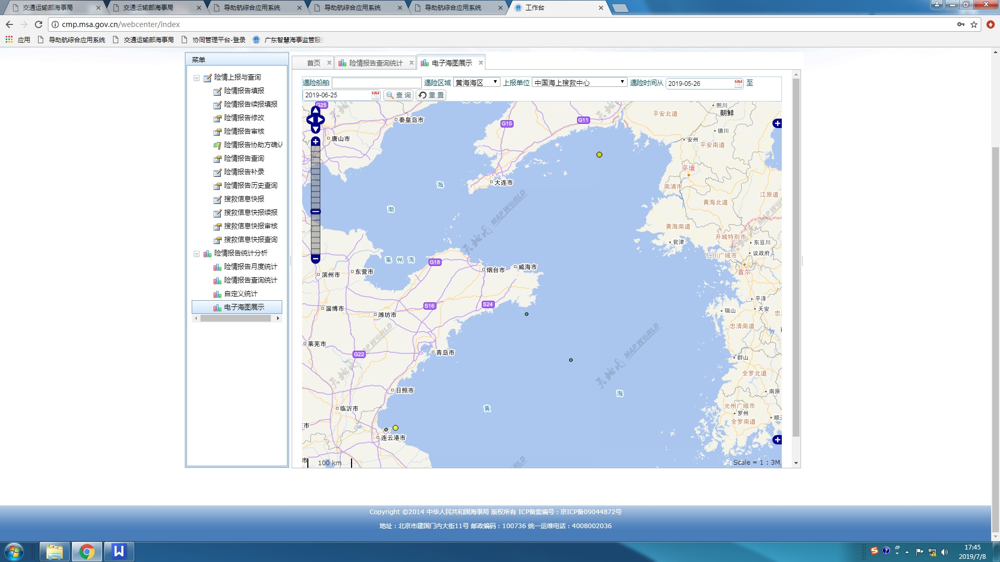 交通运输部海事局
交通运输部海事局
导助航综合应用系统
导助航综合应用系统
导助航综合应用系统
工作台
cmp.msa.gov.cn/webcenter/index
应用
导助航综合应用系统
交通运输部海事局
协同管理平台-登录
广东智慧海事监管服
菜单
险情上报与查询
险情报告填报
险情报告续报填报
险情报告修改
险情报告审核
险情报告协助方确认
险情报告查询
险情报告补录
险情报告历史查询
搜救信息快报
搜救信息快报续报
搜救信息快报审核
搜救信息快报查询
险情报告统计分析
险情报告月度统计
险情报告查询统计
自定义统计
电子海图展示
首页
险情报告查询统计
电子海图展示
遇险船舶
遇险区域 黄海海区
上报单位 中国海上搜救中心
遇险时间从 2019-05-26 至
2019-06-25
查 询
重 置
G25
秦皇岛市
G15
G11
平安北道
熙川
朝鲜
德川
唐山市
安州
平安南道
平壤
大连市
海
南浦市
江原道
黄海北道
渤
MAP WORLD
黄海南道
开城特别市
瓮津
东豆川
莱 州 湾
G18
仁川广域市
议政府
首尔
滨州市
东营市
烟台市
威海市
淄博市
潍坊市
S16
S24
平泽
瑞山
天安
忠
忠清南道
天地图 MAP WORLD
天地图 MAP WORLD
莱芜市
G22
青岛市
群山
全罗北道
日照市
海
南原
临沂市
黄
光州广域市
罗州
顺天
全罗南道
庄市
连云港市
市
100 km
Scale = 1 : 3M
Copyright ©2014 中华人民共和国海事局 版权所有 ICP备案编号：京ICP备09044872号
地址：北京市建国门内大街11号 邮政编码：100736 统一运维电话：4008002036
17:45
2019/7/8